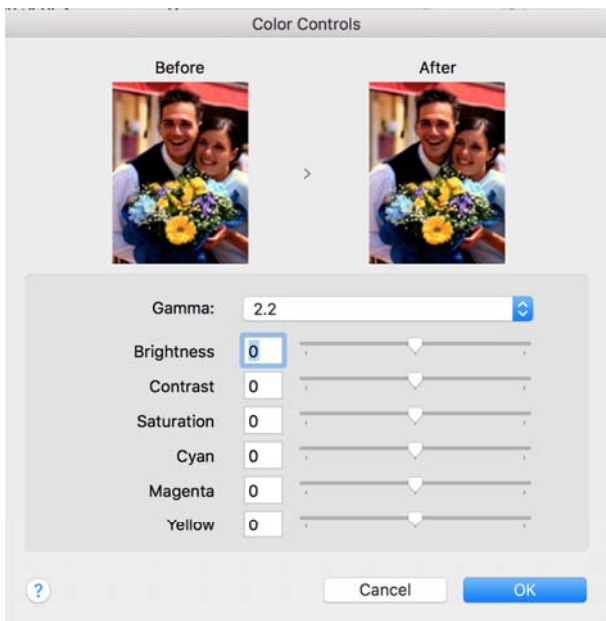 Color Controls
Before After
>
Gamma: 2.2
Brightness 0
Contrast 0
Saturation 0
Cyan 0
Magenta 0
Yellow 0
? Cancel OK